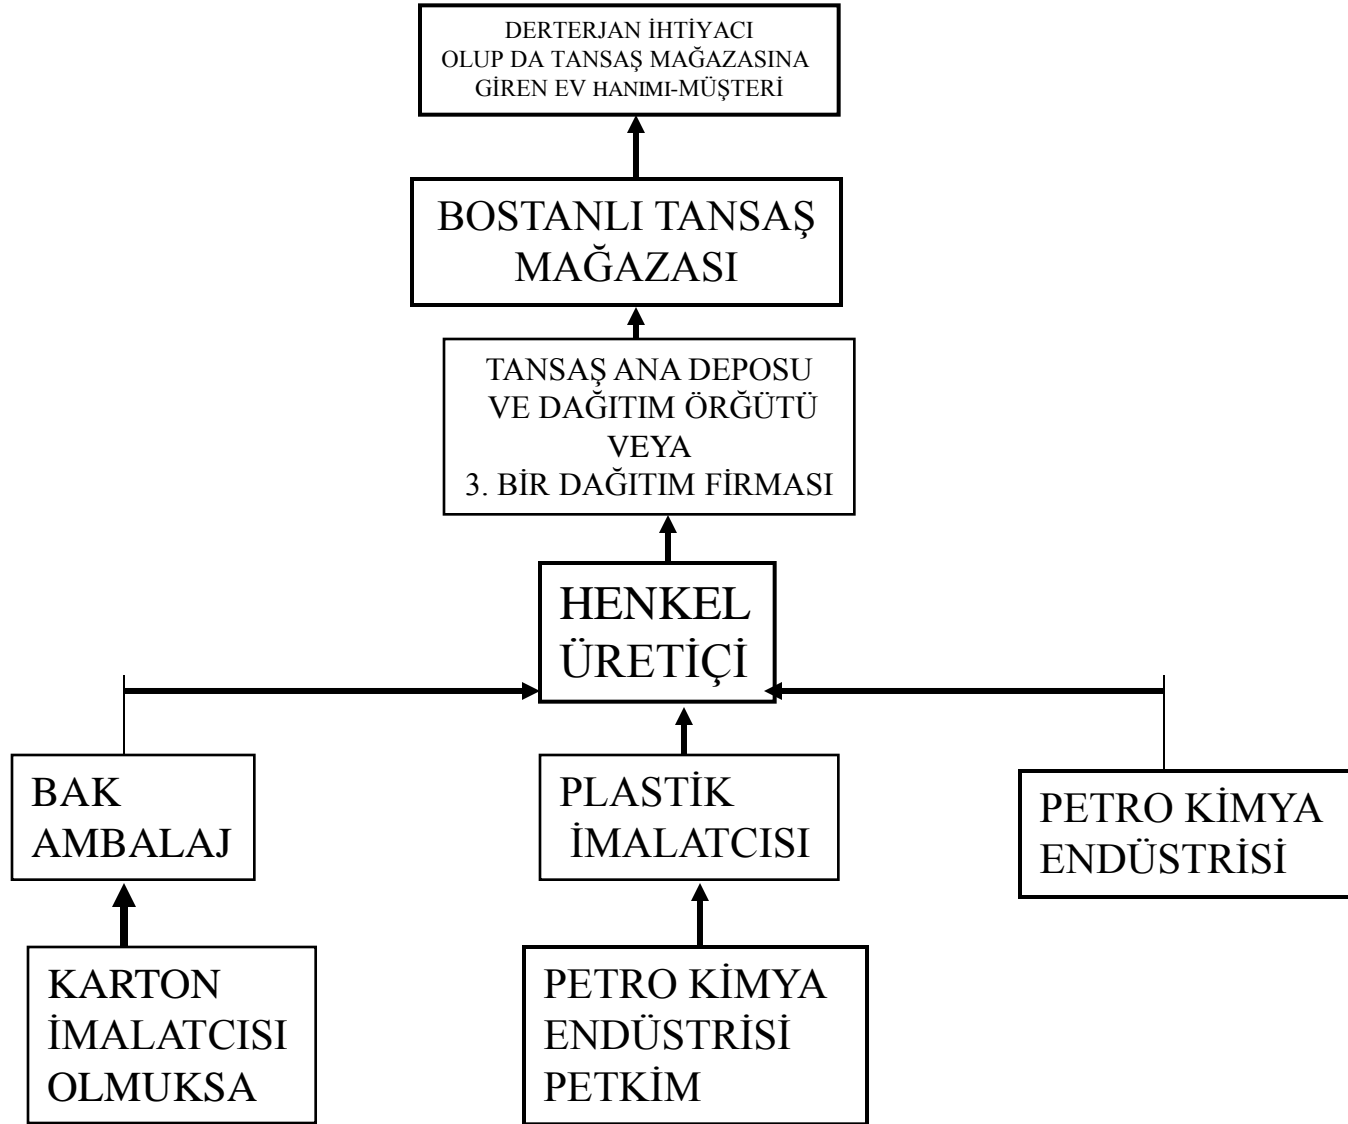 DERTERJAN İHTİYACI
OLUP DA TANSAŞ MAĞAZASINA
GİREN EV HANIMI-MÜŞTERİ
BOSTANLI TANSAŞ
MAĞAZASI
TANSAŞ ANA DEPOSU
VE DAĞITIM ÖRĞÜTÜ
VEYA
3. BİR DAĞITIM FİRMASI
HENKEL
ÜRETİÇİ
BAK
AMBALAJ
PLASTİK
İMALATCISI
PETRO KİMYA
ENDÜSTRİSİ
KARTON
İMALATCISI
OLMUKSA
PETRO KİMYA
ENDÜSTRİSİ
PETKİM